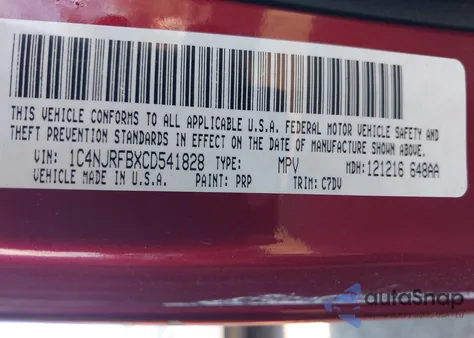 THIS VEHICLE CONFORMS TO ALL APPLICABLE U.S.A. FEDERAL MOTOR VEHICLE SAFETY AND
THEFT PREVENTION STANDARDS IN EFFECT ON THE DATE OF MANUFACTURE SHOWN ABOVE.
VIN: 1C4NJRFBXCD541828 TYPE: MPV MDH: 121216 648AA
VEHICLE MADE IN U.S.A. PAINT: PRP TRIM: C7DV
autoSnap